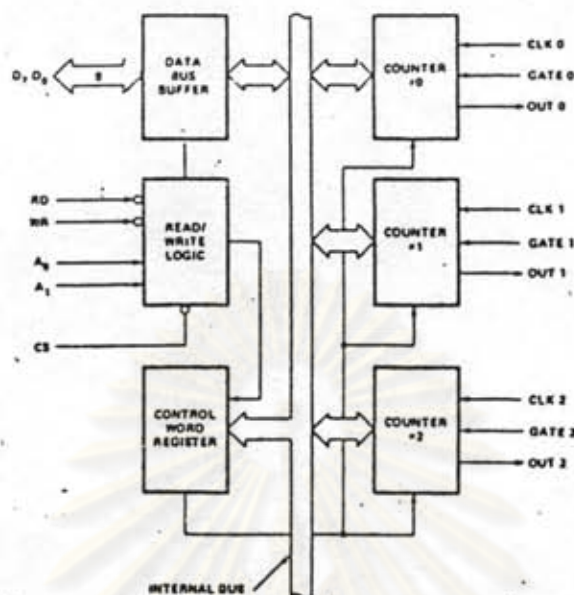 D7 D0
8
DATA
BUS
BUFFER
COUNTER
#0
CLK 0
GATE 0
OUT 0
RD
WR
A0
A1
CS
READ/
WRITE
LOGIC
COUNTER
#1
CLK 1
GATE 1
OUT 1
CONTROL
WORD
REGISTER
COUNTER
#2
CLK 2
GATE 2
OUT 2
INTERNAL BUS